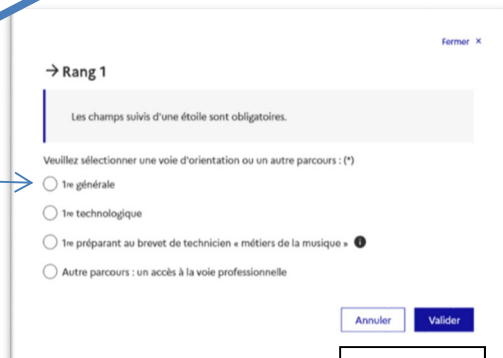 Fermer ×
→ Rang 1
Les champs suivis d'une étoile sont obligatoires.
Veuillez sélectionner une voie d'orientation ou un autre parcours : (*)
1re générale
1re technologique
1re préparant au brevet de technicien « métiers de la musique »
Autre parcours : un accès à la voie professionnelle
Annuler Valider